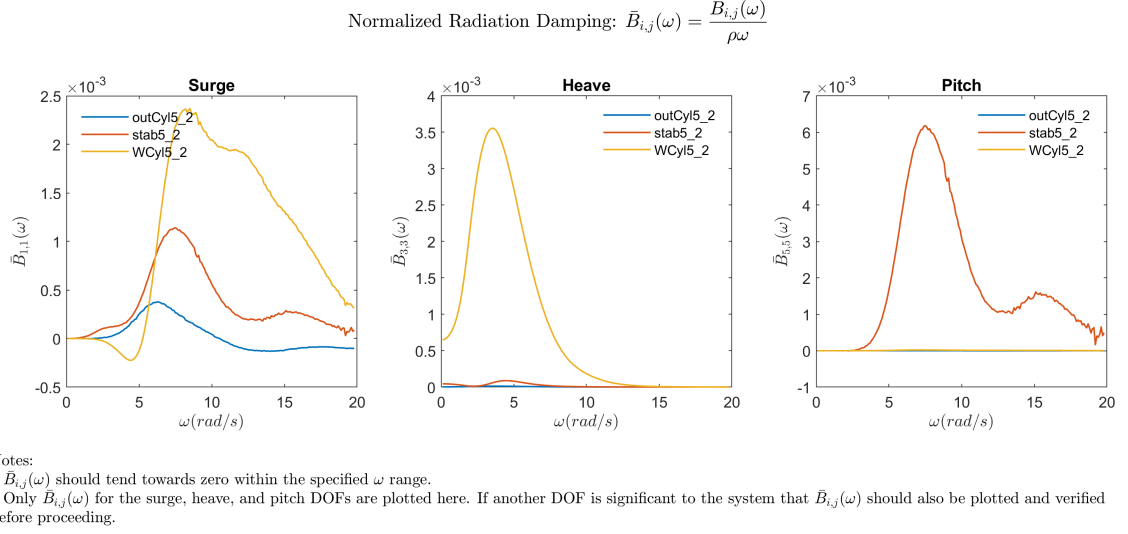 Normalized Radiation Damping: B̄_{i,j}(ω) = B_{i,j}(ω) / ρω
×10^-3
Surge
2.5
2
1.5
1
0.5
0
-0.5
B̄_{1,1}(ω)
outCyl5_2
stab5_2
WCyl5_2
0 5 10 15 20
ω(rad/s)
×10^-3
Heave
4
3.5
3
2.5
2
1.5
1
0.5
0
B̄_{3,3}(ω)
outCyl5_2
stab5_2
WCyl5_2
0 5 10 15 20
ω(rad/s)
×10^-3
Pitch
7
6
5
4
3
2
1
0
-1
B̄_{5,5}(ω)
outCyl5_2
stab5_2
WCyl5_2
0 5 10 15 20
ω(rad/s)
otes:
B̄_{i,j}(ω) should tend towards zero within the specified ω range.
Only B̄_{i,j}(ω) for the surge, heave, and pitch DOFs are plotted here. If another DOF is significant to the system that B̄_{i,j}(ω) should also be plotted and verified
efore proceeding.